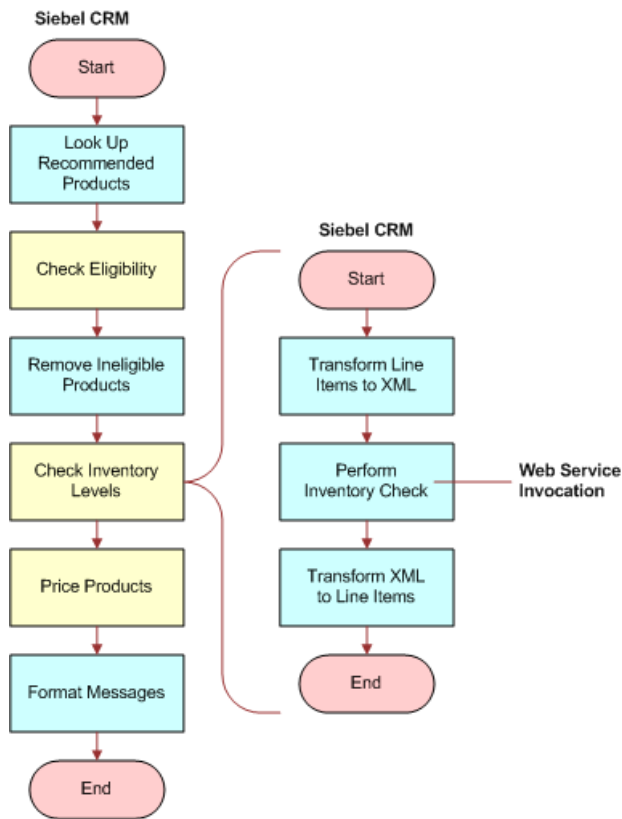 Siebel CRM
Start
Look Up
Recommended
Products
Check Eligibility
Remove Ineligible
Products
Check Inventory
Levels
Price Products
Format Messages
End
Siebel CRM
Start
Transform Line
Items to XML
Perform
Inventory Check
Web Service
Invocation
Transform XML
to Line Items
End